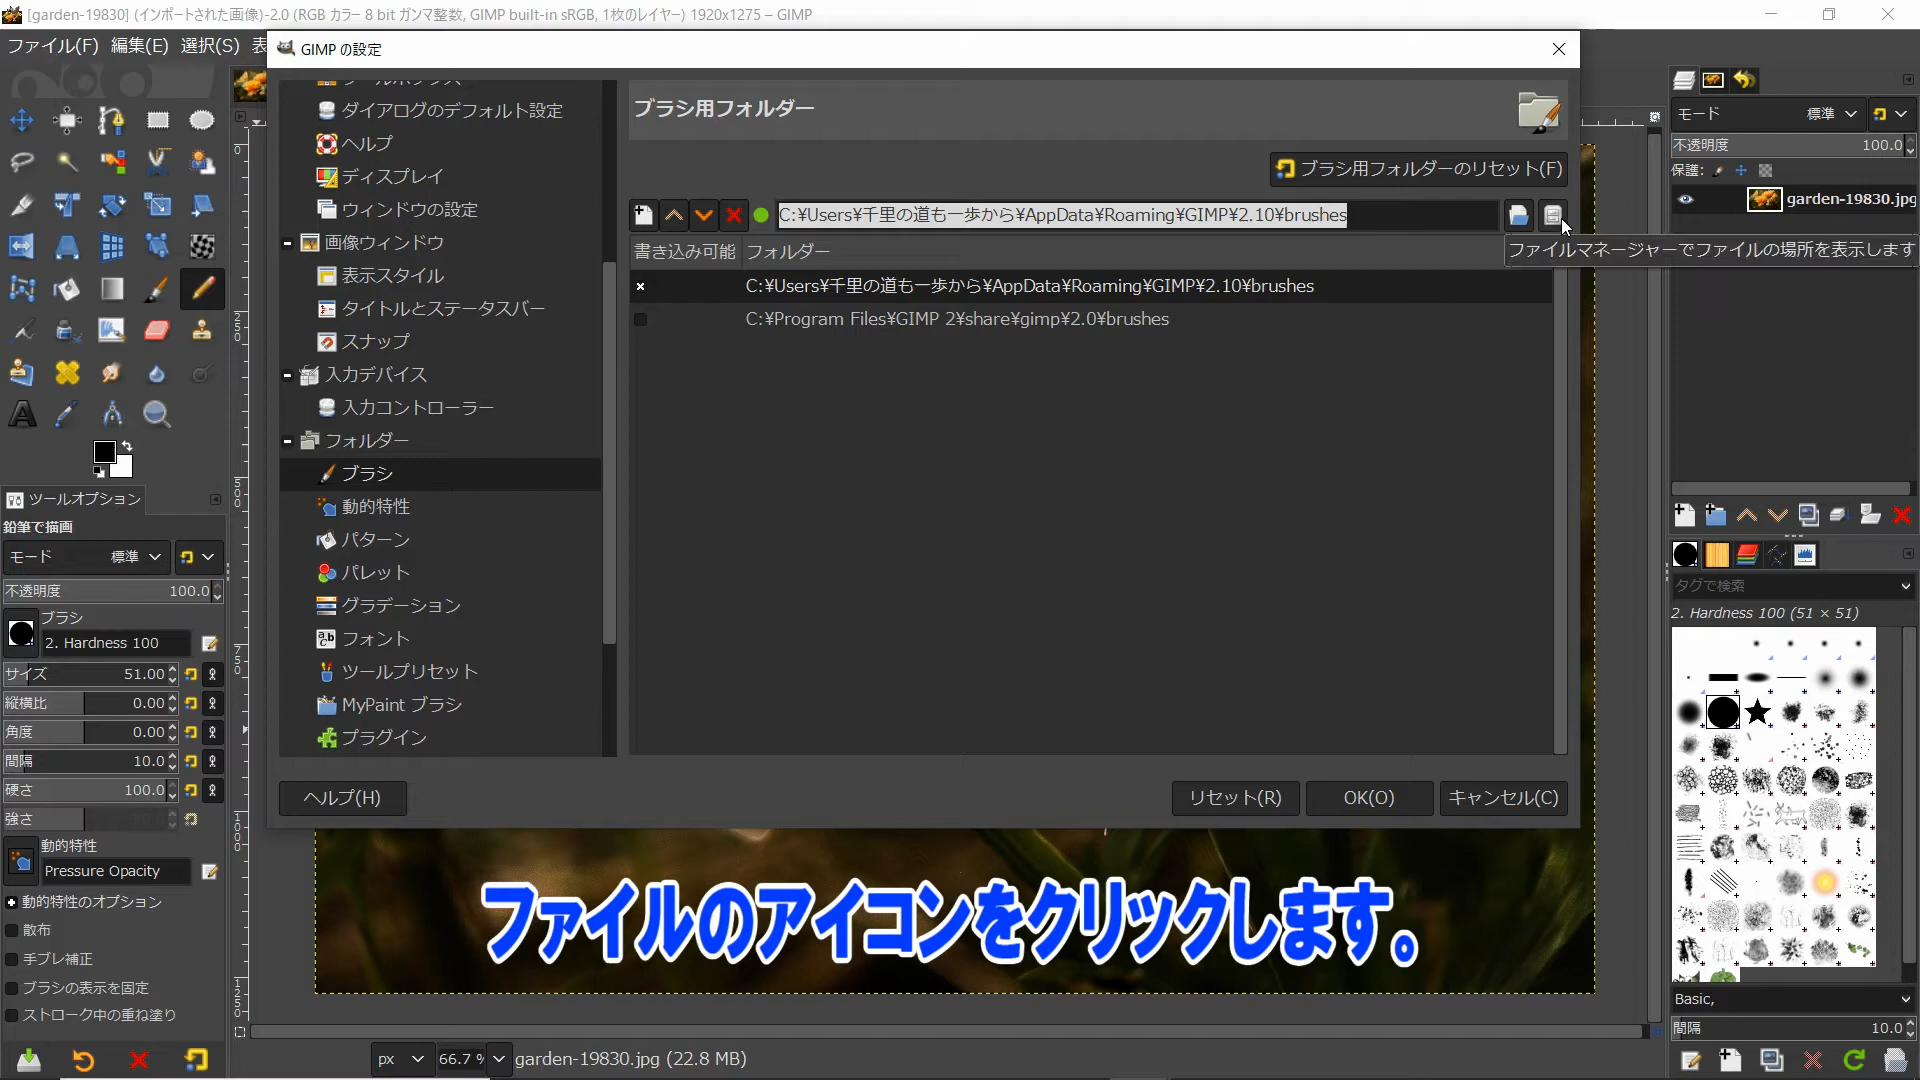 [garden-19830] (インポートされた画像)-2.0 (RGB カラー 8 bit ガンマ整数, GIMP built-in sRGB, 1枚のレイヤー) 1920x1275 – GIMP
ファイル(F) 編集(E) 選択(S) 表
GIMP の設定
ダイアログのデフォルト設定
ヘルプ
ディスプレイ
ウィンドウの設定
画像ウィンドウ
表示スタイル
タイトルとステータスバー
スナップ
入力デバイス
入力コントローラー
フォルダー
ブラシ
動的特性
パターン
パレット
グラデーション
フォント
ツールプリセット
MyPaint ブラシ
プラグイン
ブラシ用フォルダー
ブラシ用フォルダーのリセット(F)
C:¥Users¥千里の道も一歩から¥AppData¥Roaming¥GIMP¥2.10¥brushes
ファイルマネージャーでファイルの場所を表示します
書き込み可能 フォルダー
C:¥Users¥千里の道も一歩から¥AppData¥Roaming¥GIMP¥2.10¥brushes
C:¥Program Files¥GIMP 2¥share¥gimp¥2.0¥brushes
ヘルプ(H)
リセット(R)
OK(O)
キャンセル(C)
ツールオプション
鉛筆で描画
モード 標準
不透明度 100.0
ブラシ
2. Hardness 100
サイズ 51.00
縦横比 0.00
角度 0.00
間隔 10.0
硬さ 100.0
強さ
動的特性
Pressure Opacity
動的特性のオプション
散布
手ブレ補正
ブラシの表示を固定
ストローク中の重ね塗り
0
250
500
750
1000
1250
ファイルのアイコンをクリックします。
px 66.7 % garden-19830.jpg (22.8 MB)
モード 標準
不透明度 100.0
保護:
garden-19830.jpg
タグで検索
2. Hardness 100 (51 × 51)
Basic,
間隔 10.0